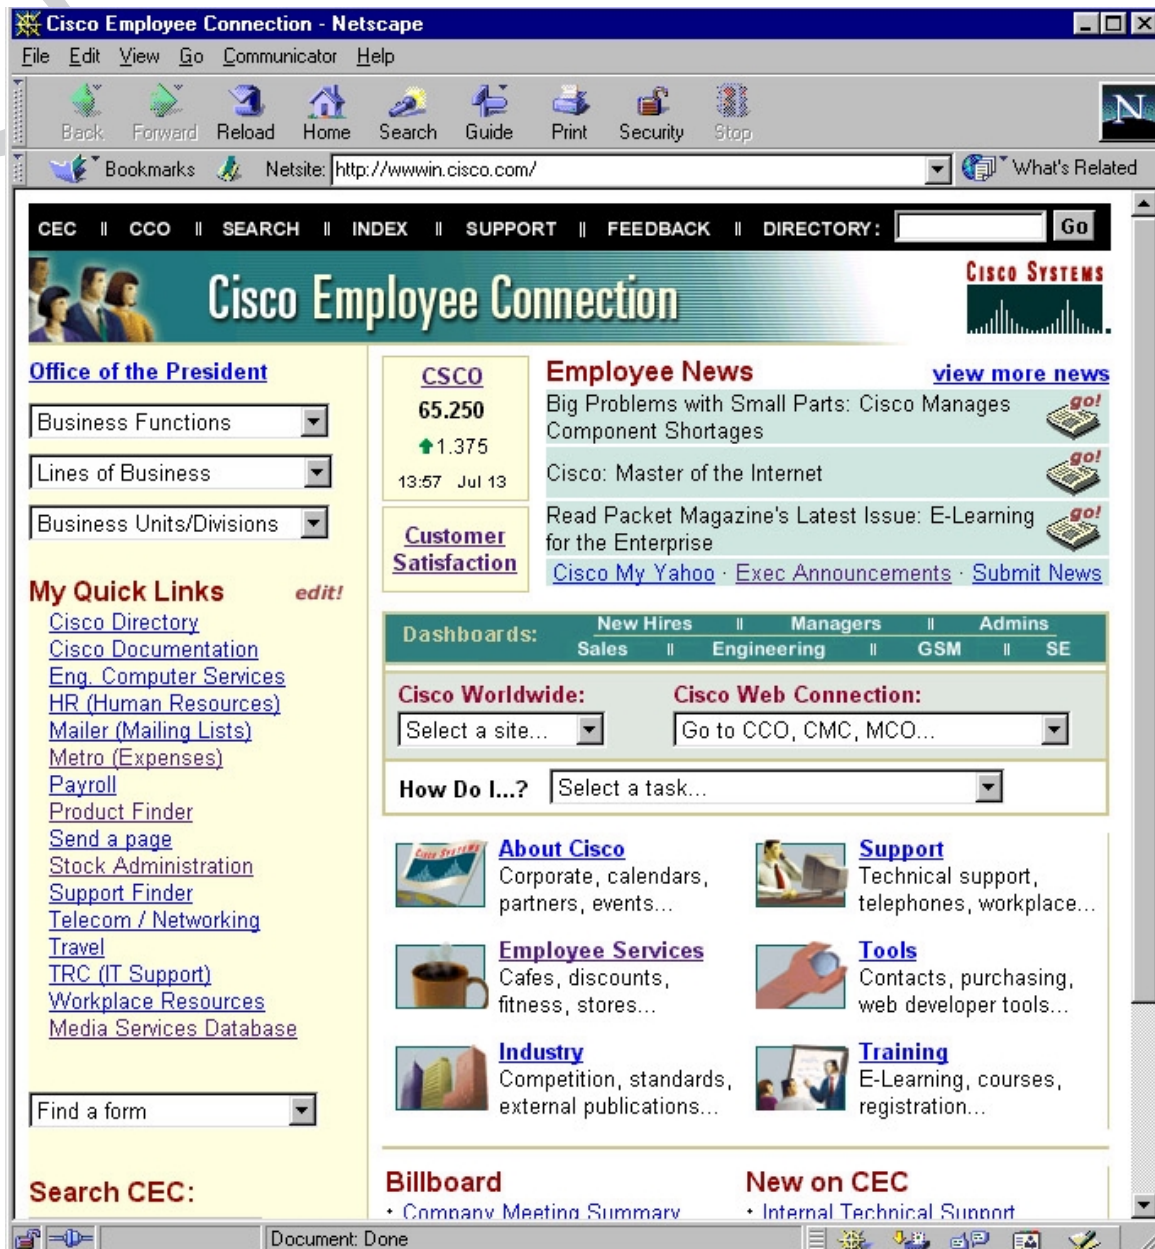 Cisco Employee Connection - Netscape
File Edit View Go Communicator Help
Back Forward Reload Home Search Guide Print Security Stop
N
Bookmarks Netsite: http://wwwin.cisco.com/ What's Related
CEC || CCO || SEARCH || INDEX || SUPPORT || FEEDBACK || DIRECTORY: Go
Cisco Employee Connection
CISCO SYSTEMS
Office of the President
Business Functions
Lines of Business
Business Units/Divisions
My Quick Links edit!
Cisco Directory
Cisco Documentation
Eng. Computer Services
HR (Human Resources)
Mailer (Mailing Lists)
Metro (Expenses)
Payroll
Product Finder
Send a page
Stock Administration
Support Finder
Telecom / Networking
Travel
TRC (IT Support)
Workplace Resources
Media Services Database
Find a form
Search CEC:
CSCO
65.250
1.375
13:57 Jul 13
Customer
Satisfaction
Employee News view more news
Big Problems with Small Parts: Cisco Manages
Component Shortages
go!
Cisco: Master of the Internet
go!
Read Packet Magazine's Latest Issue: E-Learning
for the Enterprise
go!
Cisco My Yahoo · Exec Announcements · Submit News
Dashboards: New Hires || Managers || Admins
Sales || Engineering || GSM || SE
Cisco Worldwide: Cisco Web Connection:
Select a site... Go to CCO, CMC, MCO...
How Do I...? Select a task...
About Cisco
Corporate, calendars,
partners, events...
Support
Technical support,
telephones, workplace...
Employee Services
Cafes, discounts,
fitness, stores...
Tools
Contacts, purchasing,
web developer tools...
Industry
Competition, standards,
external publications...
Training
E-Learning, courses,
registration...
Billboard
· Company Meeting Summary
New on CEC
· Internal Technical Support
Document: Done